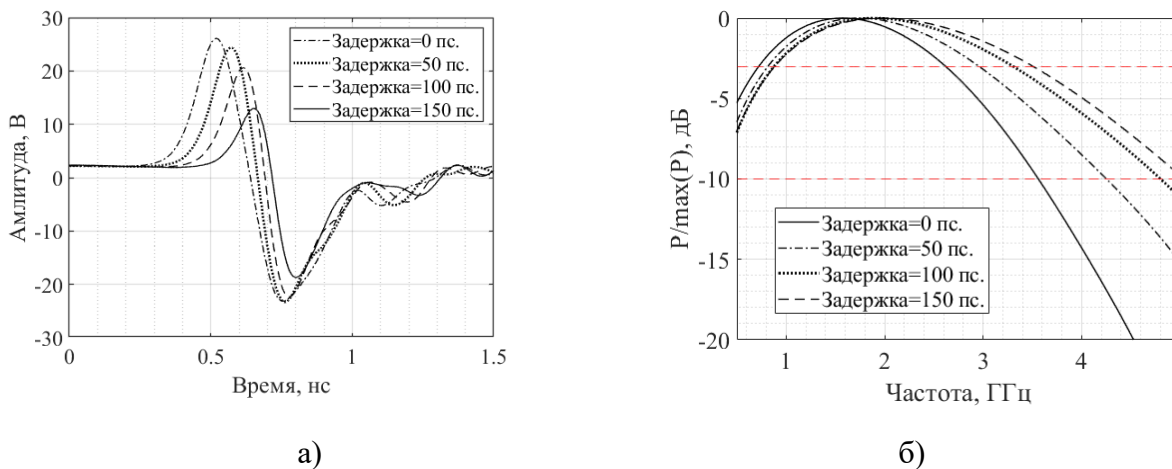 30
20
10
0
-10
-20
-30
Амлитуда, В
Задержка=0 пс.
Задержка=50 пс.
Задержка=100 пс.
Задержка=150 пс.
0
0.5
1
1.5
Время, нс
а)
0
-5
-10
-15
-20
P/max(P), дБ
Задержка=0 пс.
Задержка=50 пс.
Задержка=100 пс.
Задержка=150 пс.
1
2
3
4
Частота, ГГц
б)